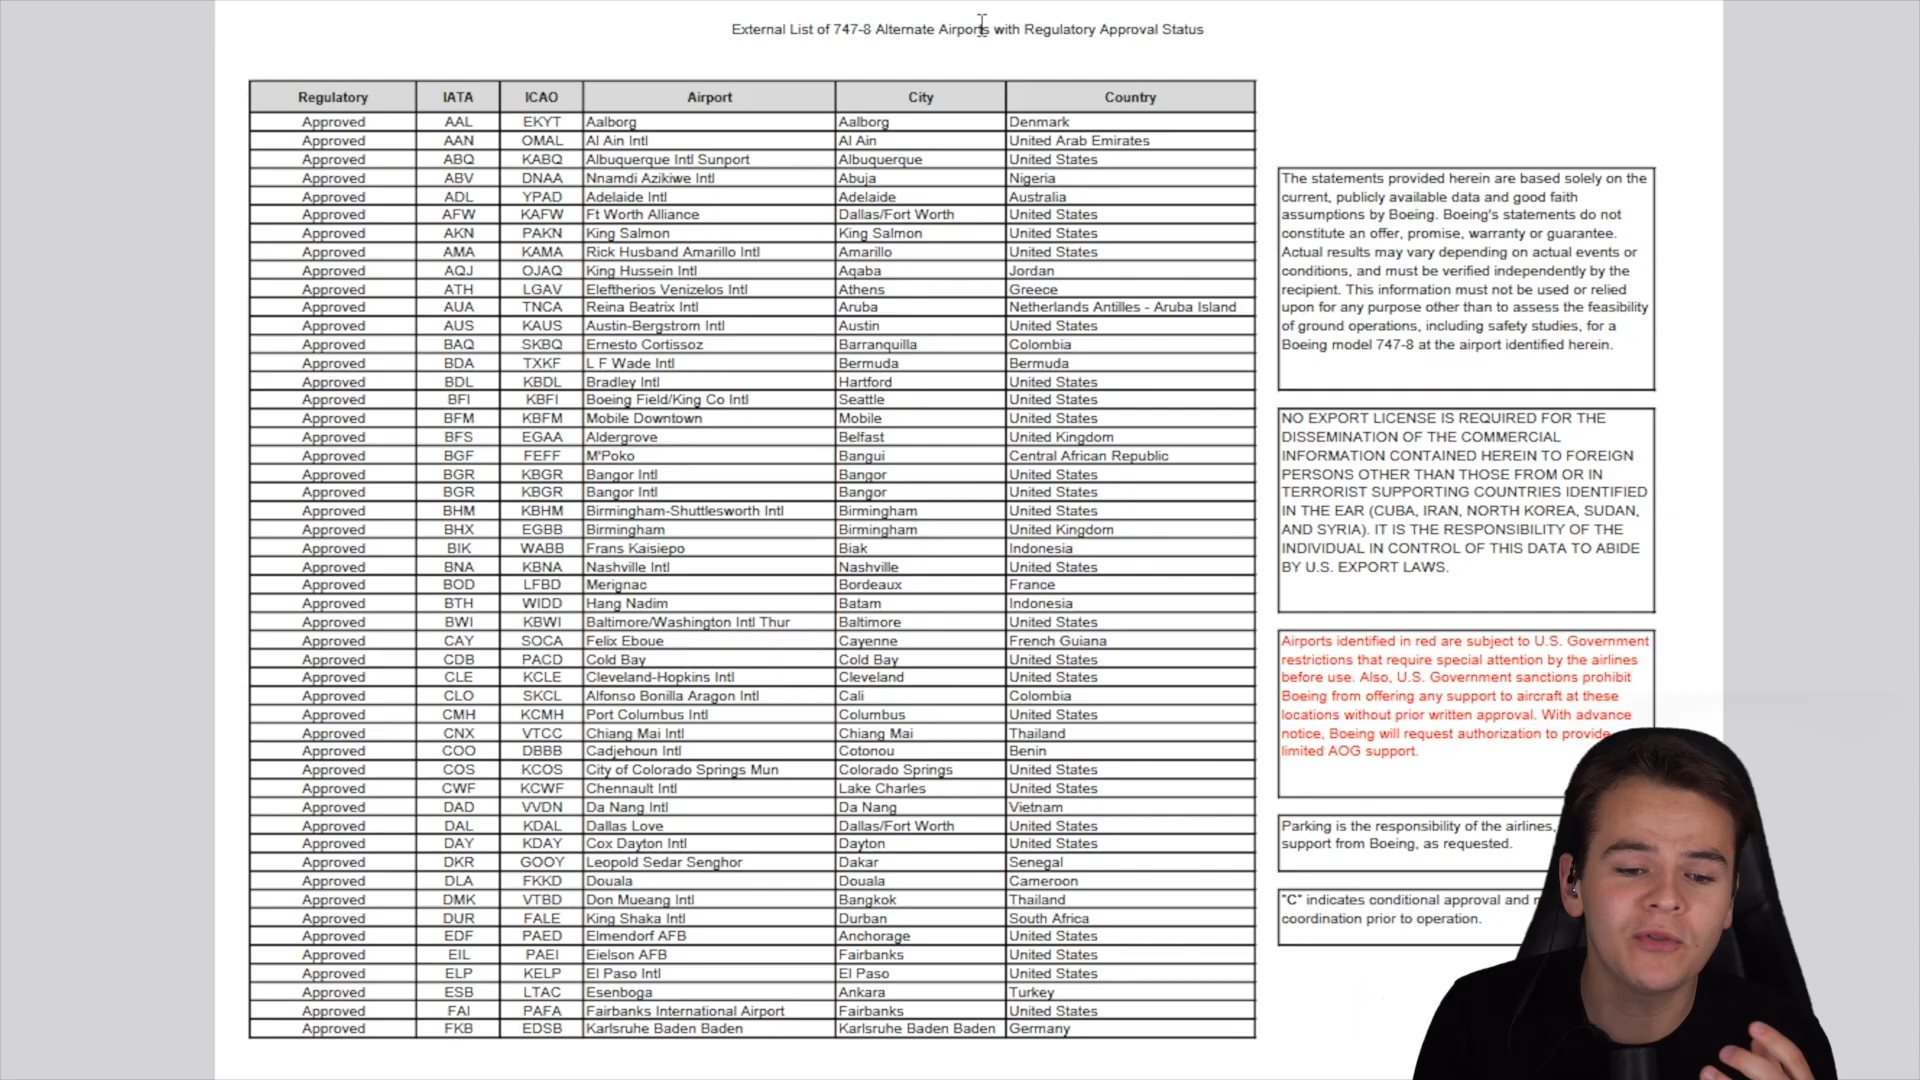 External List of 747-8 Alternate Airports with Regulatory Approval Status
Regulatory IATA ICAO Airport City Country
Approved AAL EKYT Aalborg Aalborg Denmark
Approved AAN OMAL Al Ain Intl Al Ain United Arab Emirates
Approved ABQ KABQ Albuquerque Intl Sunport Albuquerque United States
Approved ABV DNAA Nnamdi Azikiwe Intl Abuja Nigeria
Approved ADL YPAD Adelaide Intl Adelaide Australia
Approved AFW KAFW Ft Worth Alliance Dallas/Fort Worth United States
Approved AKN PAKN King Salmon King Salmon United States
Approved AMA KAMA Rick Husband Amarillo Intl Amarillo United States
Approved AQJ OJAQ King Hussein Intl Aqaba Jordan
Approved ATH LGAV Eleftherios Venizelos Intl Athens Greece
Approved AUA TNCA Reina Beatrix Intl Aruba Netherlands Antilles - Aruba Island
Approved AUS KAUS Austin-Bergstrom Intl Austin United States
Approved BAQ SKBQ Ernesto Cortissoz Barranquilla Colombia
Approved BDA TXKF L F Wade Intl Bermuda Bermuda
Approved BDL KBDL Bradley Intl Hartford United States
Approved BFI KBFI Boeing Field/King Co Intl Seattle United States
Approved BFM KBFM Mobile Downtown Mobile United States
Approved BFS EGAA Aldergrove Belfast United Kingdom
Approved BGF FEFF M'Poko Bangui Central African Republic
Approved BGR KBGR Bangor Intl Bangor United States
Approved BGR KBGR Bangor Intl Bangor United States
Approved BHM KBHM Birmingham-Shuttlesworth Intl Birmingham United States
Approved BHX EGBB Birmingham Birmingham United Kingdom
Approved BIK WABB Frans Kaisiepo Biak Indonesia
Approved BNA KBNA Nashville Intl Nashville United States
Approved BOD LFBD Merignac Bordeaux France
Approved BTH WIDD Hang Nadim Batam Indonesia
Approved BWI KBWI Baltimore/Washington Intl Thur Baltimore United States
Approved CAY SOCA Felix Eboue Cayenne French Guiana
Approved CDB PACD Cold Bay Cold Bay United States
Approved CLE KCLE Cleveland-Hopkins Intl Cleveland United States
Approved CLO SKCL Alfonso Bonilla Aragon Intl Cali Colombia
Approved CMH KCMH Port Columbus Intl Columbus United States
Approved CNX VTCC Chiang Mai Intl Chiang Mai Thailand
Approved COO DBBB Cadjehoun Intl Cotonou Benin
Approved COS KCOS City of Colorado Springs Mun Colorado Springs United States
Approved CWF KCWF Chennault Intl Lake Charles United States
Approved DAD VVDN Da Nang Intl Da Nang Vietnam
Approved DAL KDAL Dallas Love Dallas/Fort Worth United States
Approved DAY KDAY Cox Dayton Intl Dayton United States
Approved DKR GOOY Leopold Sedar Senghor Dakar Senegal
Approved DLA FKKD Douala Douala Cameroon
Approved DMK VTBD Don Mueang Intl Bangkok Thailand
Approved DUR FALE King Shaka Intl Durban South Africa
Approved EDF PAED Elmendorf AFB Anchorage United States
Approved EIL PAEI Eielson AFB Fairbanks United States
Approved ELP KELP El Paso Intl El Paso United States
Approved ESB LTAC Esenboga Ankara Turkey
Approved FAI PAFA Fairbanks International Airport Fairbanks United States
Approved FKB EDSB Karlsruhe Baden Baden Karlsruhe Baden Baden Germany
The statements provided herein are based solely on the
current, publicly available data and good faith
assumptions by Boeing. Boeing's statements do not
constitute an offer, promise, warranty or guarantee.
Actual results may vary depending on actual events or
conditions, and must be verified independently by the
recipient. This information must not be used or relied
upon for any purpose other than to assess the feasibility
of ground operations, including safety studies, for a
Boeing model 747-8 at the airport identified herein.
NO EXPORT LICENSE IS REQUIRED FOR THE
DISSEMINATION OF THE COMMERCIAL
INFORMATION CONTAINED HEREIN TO FOREIGN
PERSONS OTHER THAN THOSE FROM OR IN
TERRORIST SUPPORTING COUNTRIES IDENTIFIED
IN THE EAR (CUBA, IRAN, NORTH KOREA, SUDAN,
AND SYRIA). IT IS THE RESPONSIBILITY OF THE
INDIVIDUAL IN CONTROL OF THIS DATA TO ABIDE
BY U.S. EXPORT LAWS.
Airports identified in red are subject to U.S. Government
restrictions that require special attention by the airlines
before use. Also, U.S. Government sanctions prohibit
Boeing from offering any support to aircraft at these
locations without prior written approval. With advance
notice, Boeing will request authorization to provide
limited AOG support.
Parking is the responsibility of the airlines,
support from Boeing, as requested.
"C" indicates conditional approval and
coordination prior to operation.